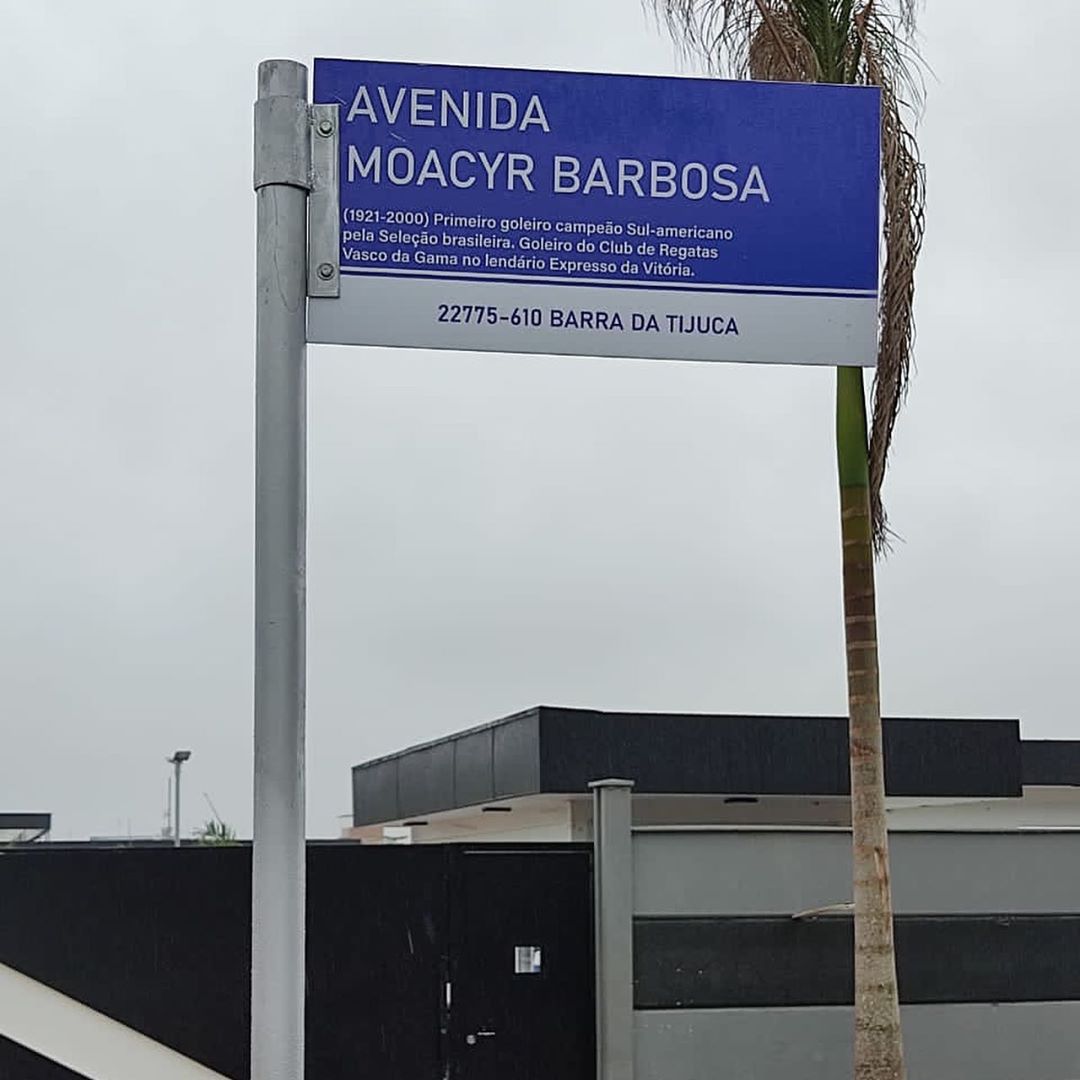 AVENIDA
MOACYR BARBOSA
(1921-2000) Primeiro goleiro campeão Sul-americano
pela Seleção brasileira. Goleiro do Club de Regatas
Vasco da Gama no lendário Expresso da Vitória.
22775-610 BARRA DA TIJUCA